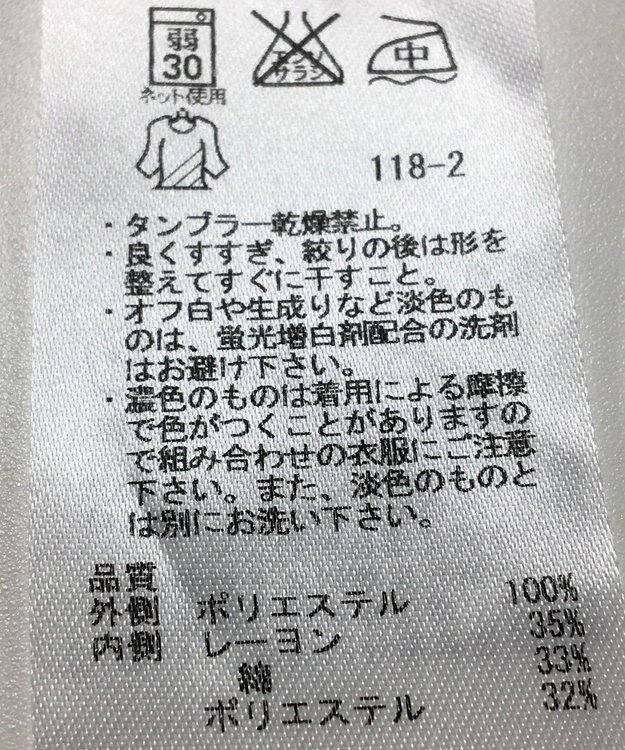 弱
30
ネット使用
エンソ
サラシ
中
118-2
・タンブラー乾燥禁止。
・良くすすぎ、絞りの後は形を
整えてすぐに干すこと。
・オフ白や生成りなど淡色のも
のは、蛍光増白剤配合の洗剤
はお避け下さい。
・濃色のものは着用による摩擦
で色がつくことがありますの
で組み合わせの衣服にご注意
下さい。また、淡色のものと
は別にお洗い下さい。
品質
外側 ポリエステル 100%
内側 レーヨン 35%
綿 33%
ポリエステル 32%